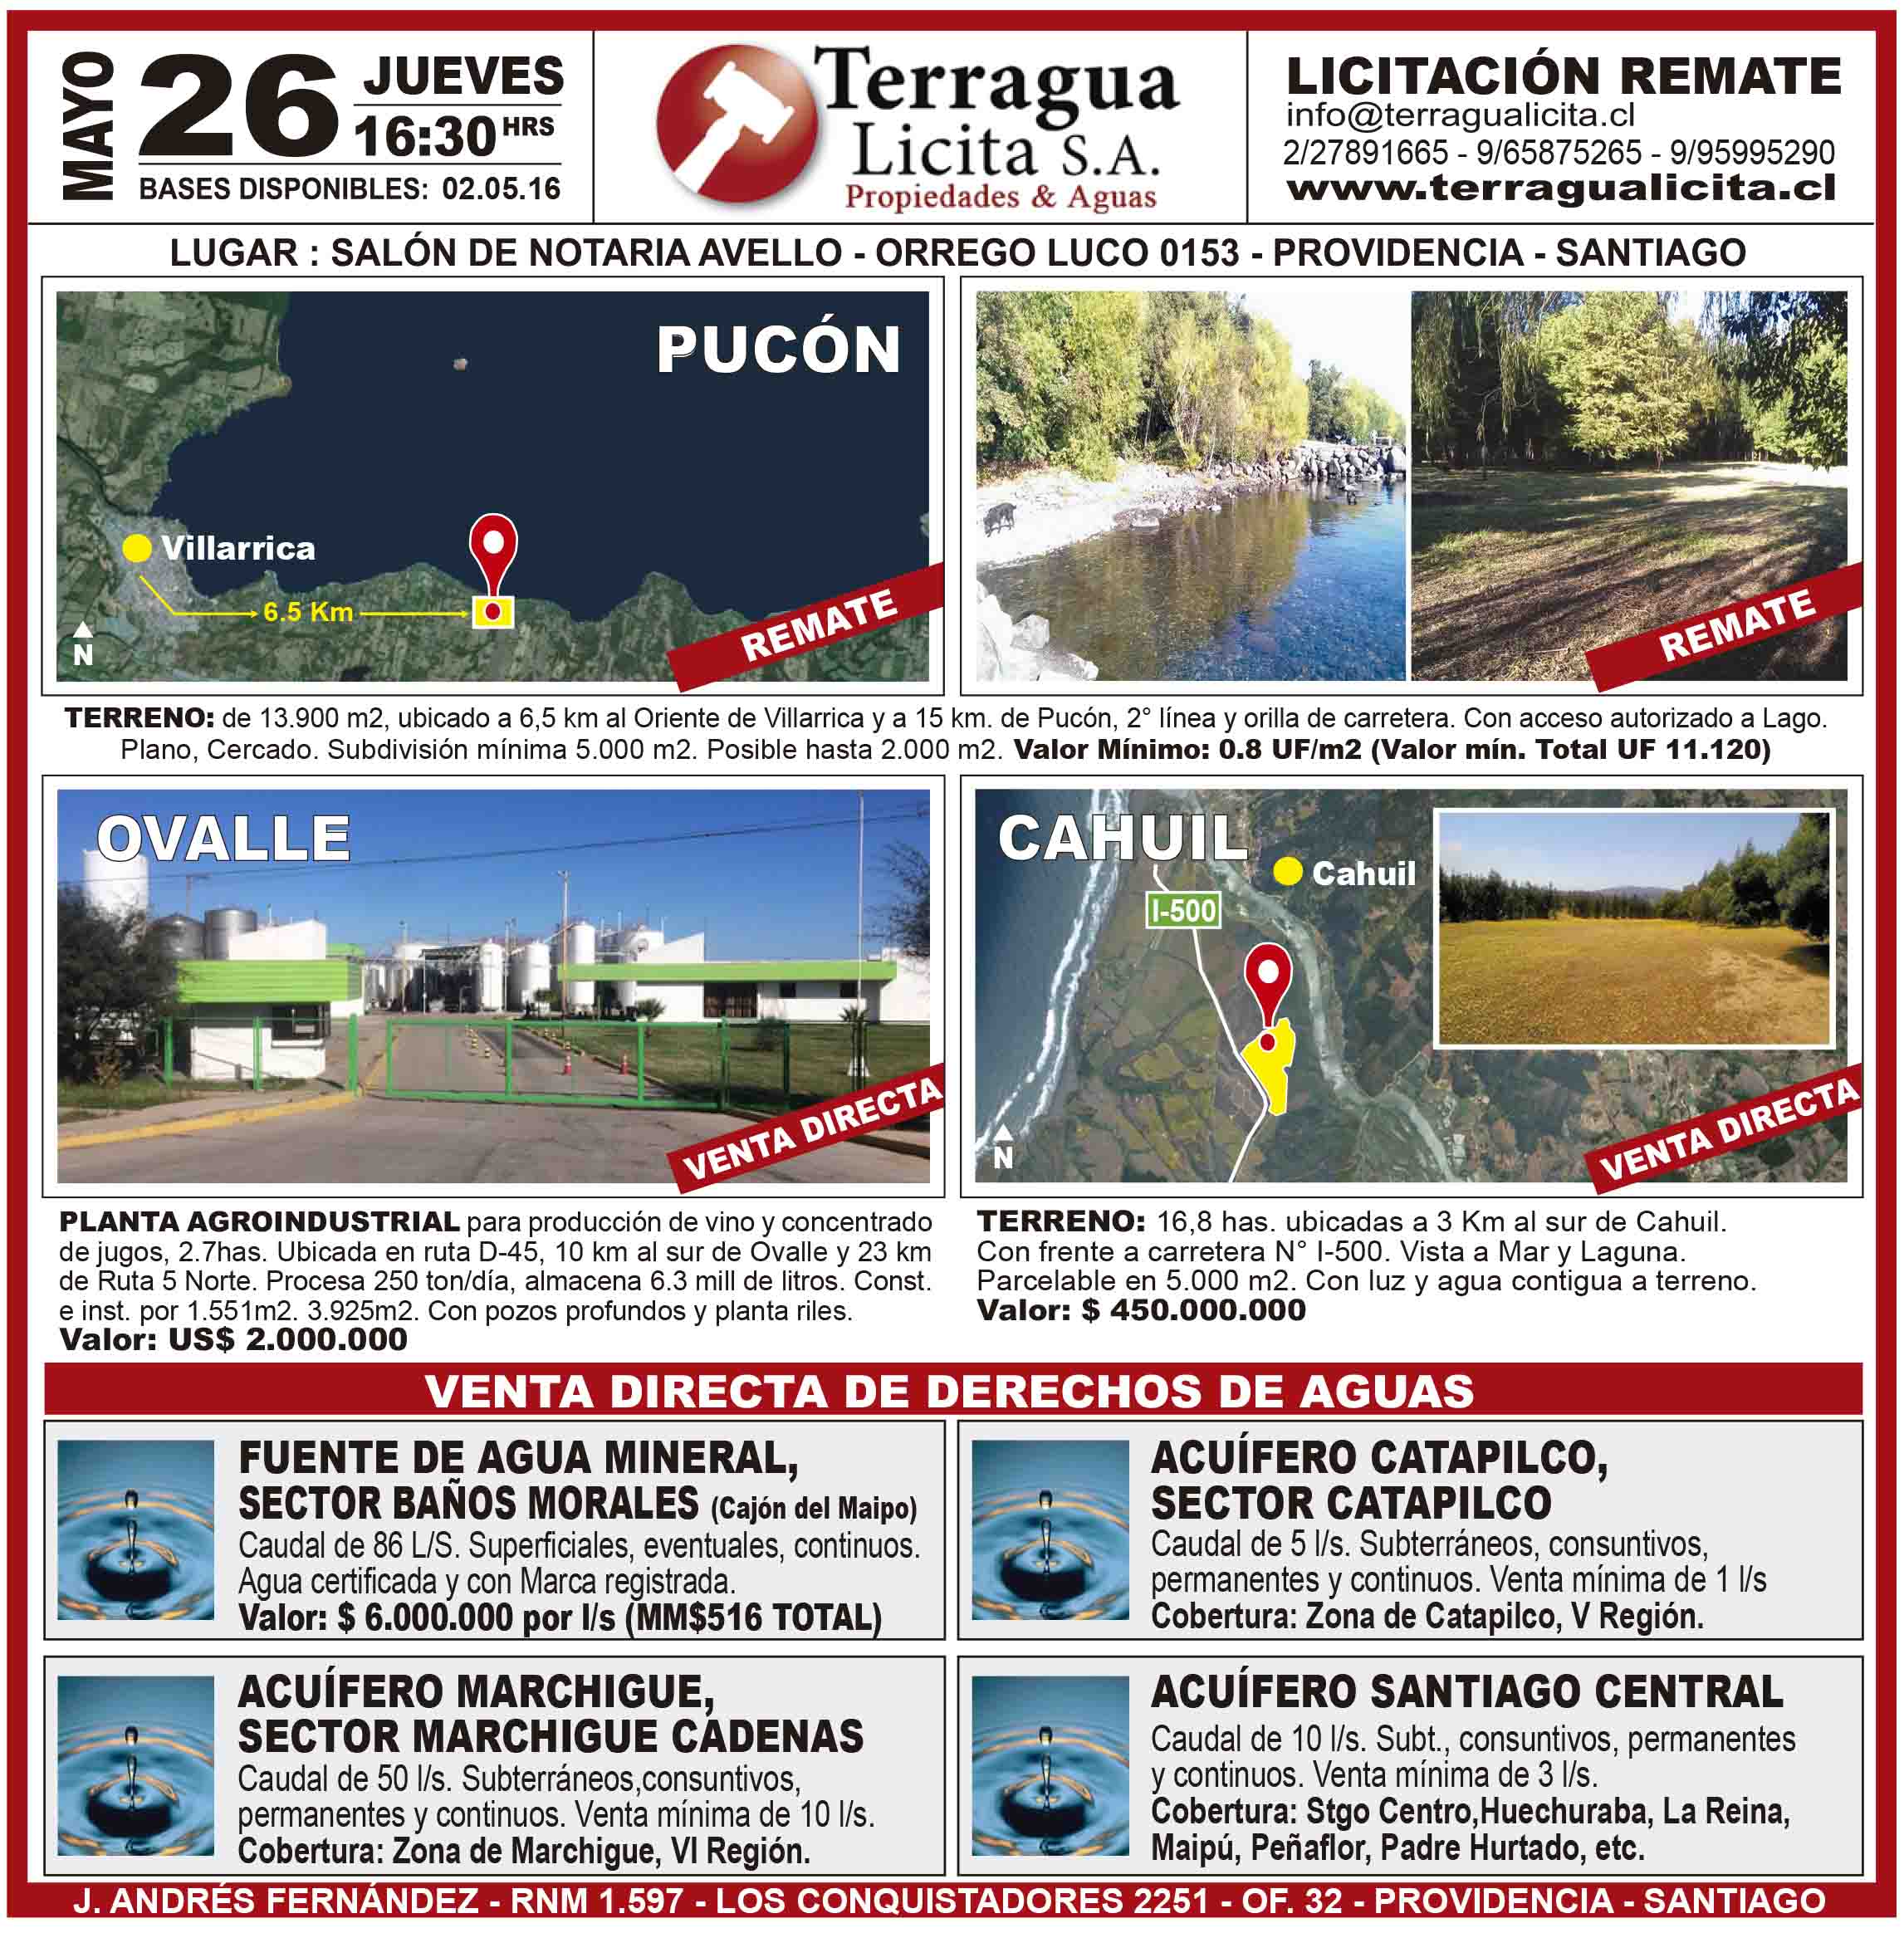 MAYO
26
JUEVES
16:30 HRS
BASES DISPONIBLES: 02.05.16
Terragua
Licita S.A.
Propiedades & Aguas
LICITACIÓN REMATE
info@terragualicita.cl
2/27891665 - 9/65875265 - 9/95995290
www.terragualicita.cl
LUGAR : SALÓN DE NOTARIA AVELLO - ORREGO LUCO 0153 - PROVIDENCIA - SANTIAGO
PUCÓN
Villarrica
6.5 Km
N
REMATE
REMATE
TERRENO: de 13.900 m2, ubicado a 6,5 km al Oriente de Villarrica y a 15 km. de Pucón, 2° línea y orilla de carretera. Con acceso autorizado a Lago.
Plano, Cercado. Subdivisión mínima 5.000 m2. Posible hasta 2.000 m2. Valor Mínimo: 0.8 UF/m2 (Valor mín. Total UF 11.120)
OVALLE
VENTA DIRECTA
CAHUIL
Cahuil
I-500
N
VENTA DIRECTA
PLANTA AGROINDUSTRIAL para producción de vino y concentrado
de jugos, 2.7has. Ubicada en ruta D-45, 10 km al sur de Ovalle y 23 km
de Ruta 5 Norte. Procesa 250 ton/día, almacena 6.3 mill de litros. Const.
e inst. por 1.551m2. 3.925m2. Con pozos profundos y planta riles.
Valor: US$ 2.000.000
TERRENO: 16,8 has. ubicadas a 3 Km al sur de Cahuil.
Con frente a carretera N° I-500. Vista a Mar y Laguna.
Parcelable en 5.000 m2. Con luz y agua contigua a terreno.
Valor: $ 450.000.000
VENTA DIRECTA DE DERECHOS DE AGUAS
FUENTE DE AGUA MINERAL,
SECTOR BAÑOS MORALES (Cajón del Maipo)
Caudal de 86 L/S. Superficiales, eventuales, continuos.
Agua certificada y con Marca registrada.
Valor: $ 6.000.000 por l/s (MM$516 TOTAL)
ACUÍFERO CATAPILCO,
SECTOR CATAPILCO
Caudal de 5 l/s. Subterráneos, consuntivos,
permanentes y continuos. Venta mínima de 1 l/s
Cobertura: Zona de Catapilco, V Región.
ACUÍFERO MARCHIGUE,
SECTOR MARCHIGUE CADENAS
Caudal de 50 l/s. Subterráneos,consuntivos,
permanentes y continuos. Venta mínima de 10 l/s.
Cobertura: Zona de Marchigue, VI Región.
ACUÍFERO SANTIAGO CENTRAL
Caudal de 10 l/s. Subt., consuntivos, permanentes
y continuos. Venta mínima de 3 l/s.
Cobertura: Stgo Centro,Huechuraba, La Reina,
Maipú, Peñaflor, Padre Hurtado, etc.
J. ANDRÉS FERNÁNDEZ - RNM 1.597 - LOS CONQUISTADORES 2251 - OF. 32 - PROVIDENCIA - SANTIAGO